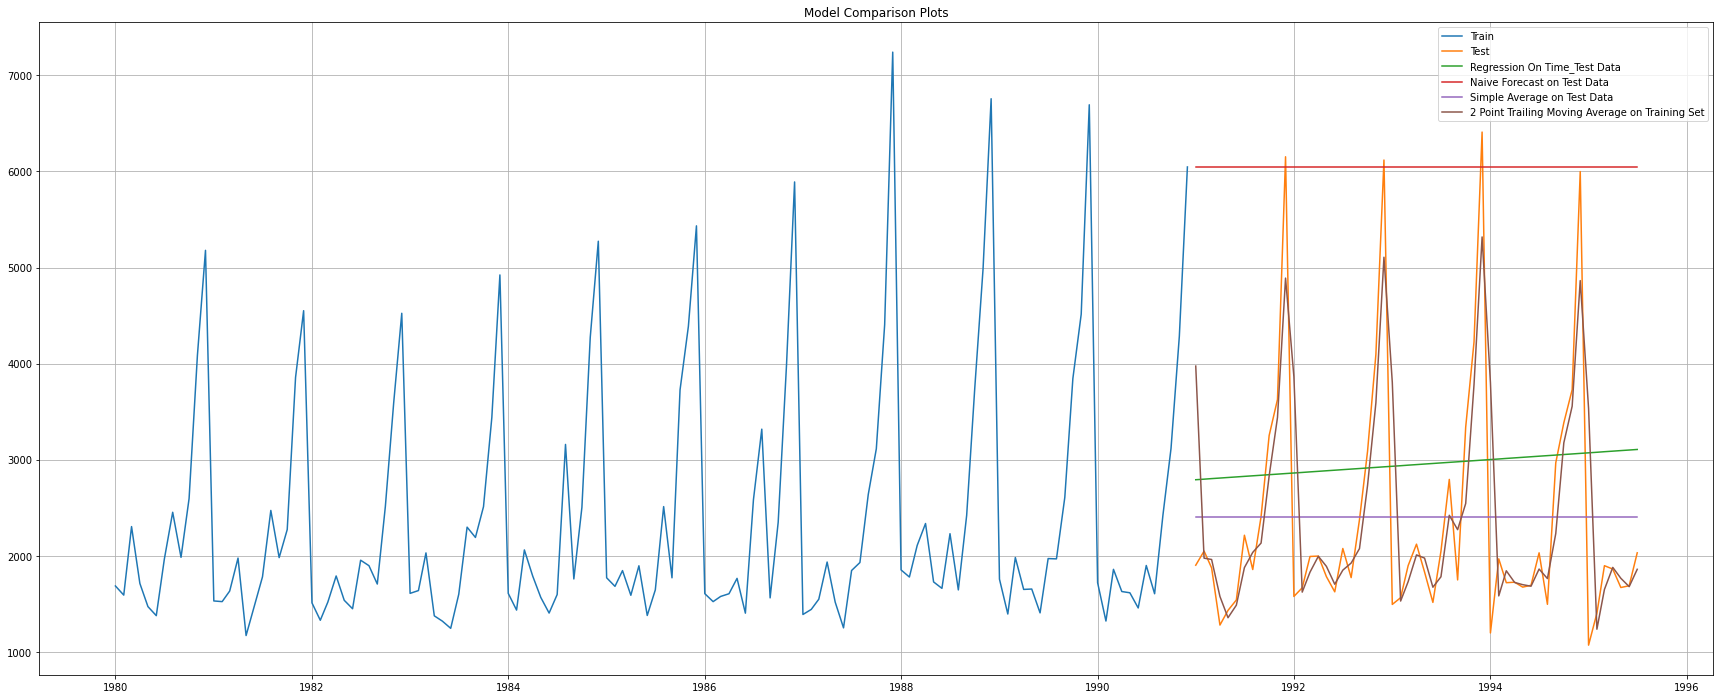 Model Comparison Plots
Train
Test
Regression On Time_Test Data
Naive Forecast on Test Data
Simple Average on Test Data
2 Point Trailing Moving Average on Training Set
7000
6000
5000
4000
3000
2000
1000
1980 1982 1984 1986 1988 1990 1992 1994 1996